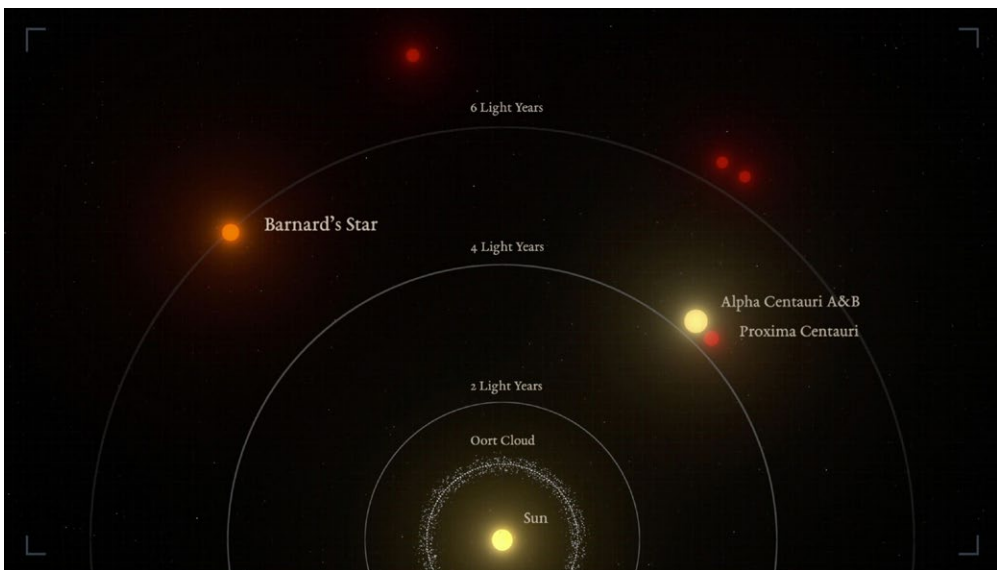 6 Light Years
Barnard's Star
4 Light Years
Alpha Centauri A&B
Proxima Centauri
2 Light Years
Oort Cloud
Sun